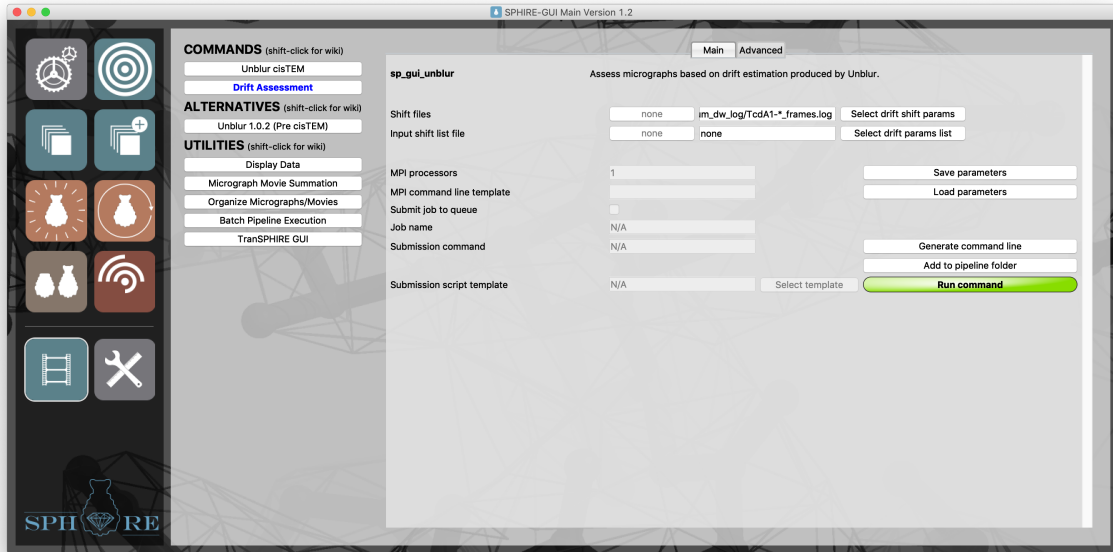 SPHIRE-GUI Main Version 1.2
COMMANDS (shift-click for wiki)
Unblur cisTEM
Drift Assessment
ALTERNATIVES (shift-click for wiki)
Unblur 1.0.2 (Pre cisTEM)
UTILITIES (shift-click for wiki)
Display Data
Micrograph Movie Summation
Organize Micrographs/Movies
Batch Pipeline Execution
TranSPHIRE GUI
Main Advanced
sp_gui_unblur Assess micrographs based on drift estimation produced by Unblur.
Shift files none ım_dw_log/TcdA1-*_frames.log Select drift shift params
Input shift list file none none Select drift params list
MPI processors 1 Save parameters
MPI command line template Load parameters
Submit job to queue
Job name N/A
Submission command N/A Generate command line
Add to pipeline folder
Submission script template N/A Select template Run command
SPHIRE